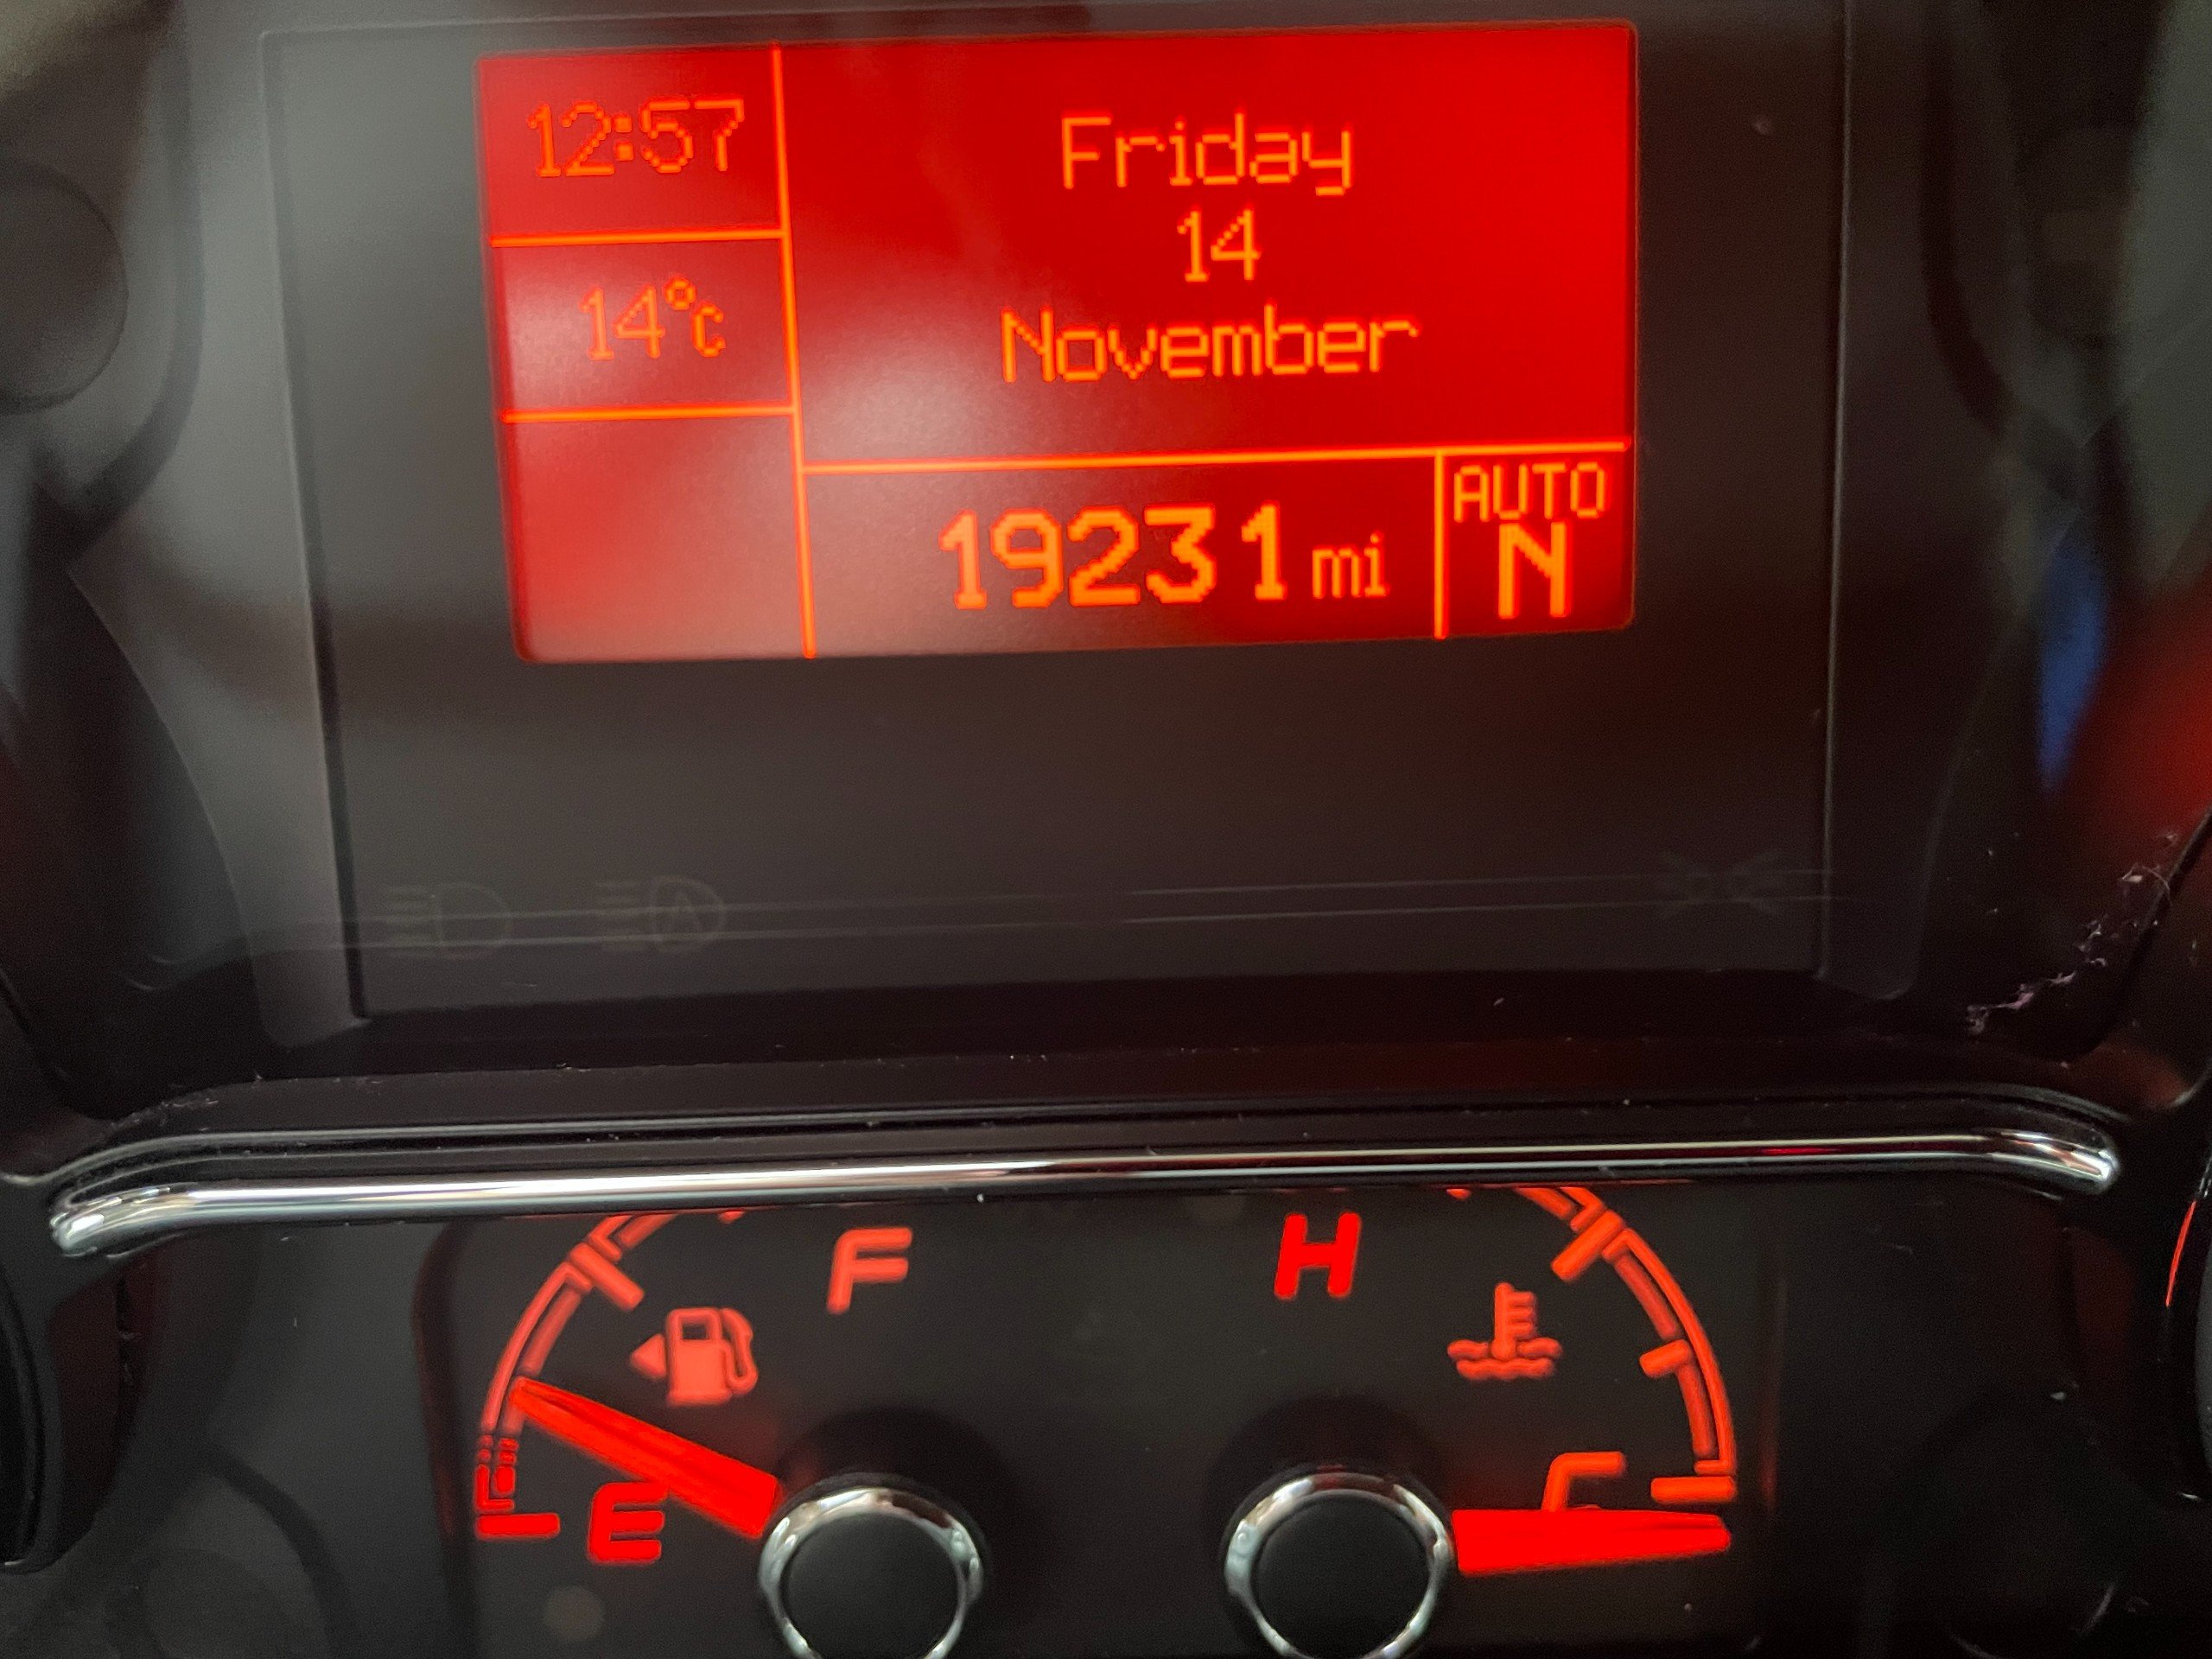 12:57
Friday
14
14°C
November
19231 mi
AUTO
N
F
H
E
C